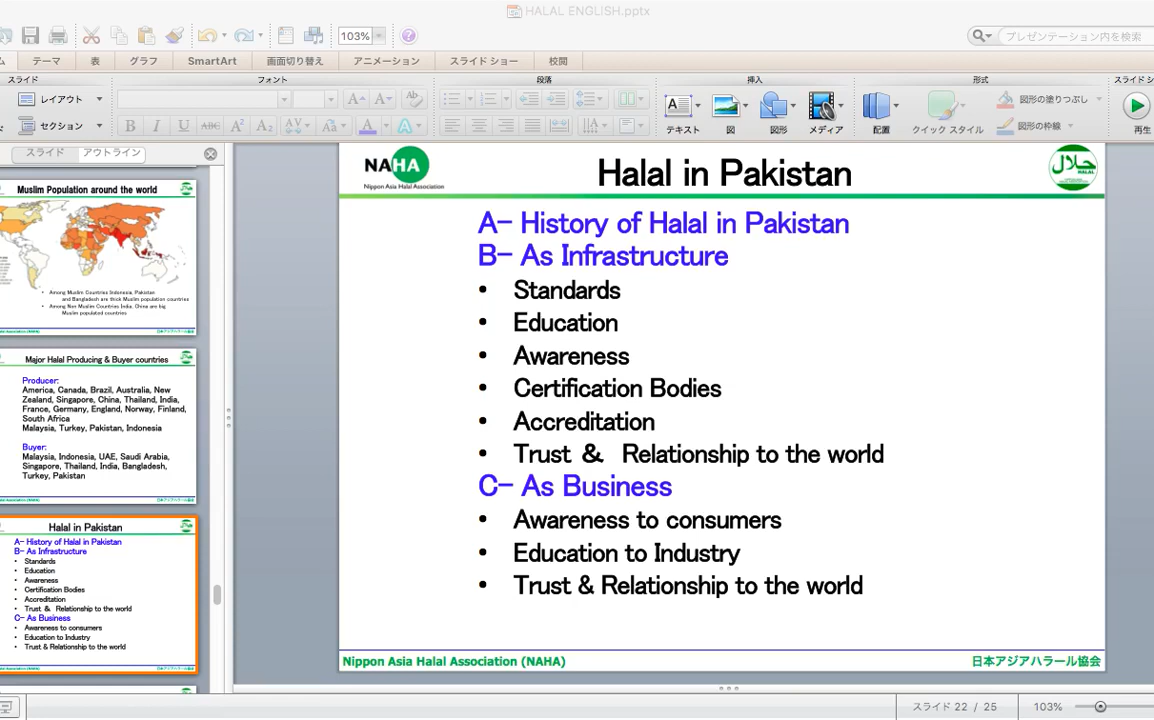 HALAL ENGLISH.pptx
103%
プレゼンテーション内を検索
ム テーマ 表 グラフ SmartArt 画面切り替え アニメーション スライド ショー 校閲
スライド フォント 段落 挿入 形式
レイアウト
セクション
B I U ABC A² A₂ AV Aa A A
テキスト 図 図形 メディア 配置 クイック スタイル
図形の塗りつぶし
図形の枠線
再生
スライド アウトライン
Muslim Population around the world
• Among Muslim Countries Indonesia, Pakistan
and Bangladesh are thick Muslim population countries
• Among Non Muslim Countries India, China are big
Muslim populated countries
Major Halal Producing & Buyer countries
Producer:
America, Canada, Brazil, Australia, New
Zealand, Singapore, China, Thailand, India,
France, Germany, England, Norway, Finland,
South Africa
Malaysia, Turkey, Pakistan, Indonesia
Buyer:
Malaysia, Indonesia, UAE, Saudi Arabia,
Singapore, Thailand, India, Bangladesh,
Turkey, Pakistan
Halal in Pakistan
A- History of Halal in Pakistan
B- As Infrastructure
• Standards
• Education
• Awareness
• Certification Bodies
• Accreditation
• Trust & Relationship to the world
C- As Business
• Awareness to consumers
• Education to Industry
• Trust & Relationship to the world
NAHA
Nippon Asia Halal Association
Halal in Pakistan
حلال
HALAL
A- History of Halal in Pakistan
B- As Infrastructure
• Standards
• Education
• Awareness
• Certification Bodies
• Accreditation
• Trust & Relationship to the world
C- As Business
• Awareness to consumers
• Education to Industry
• Trust & Relationship to the world
Nippon Asia Halal Association (NAHA)
日本アジアハラール協会
スライド 22 / 25
103%